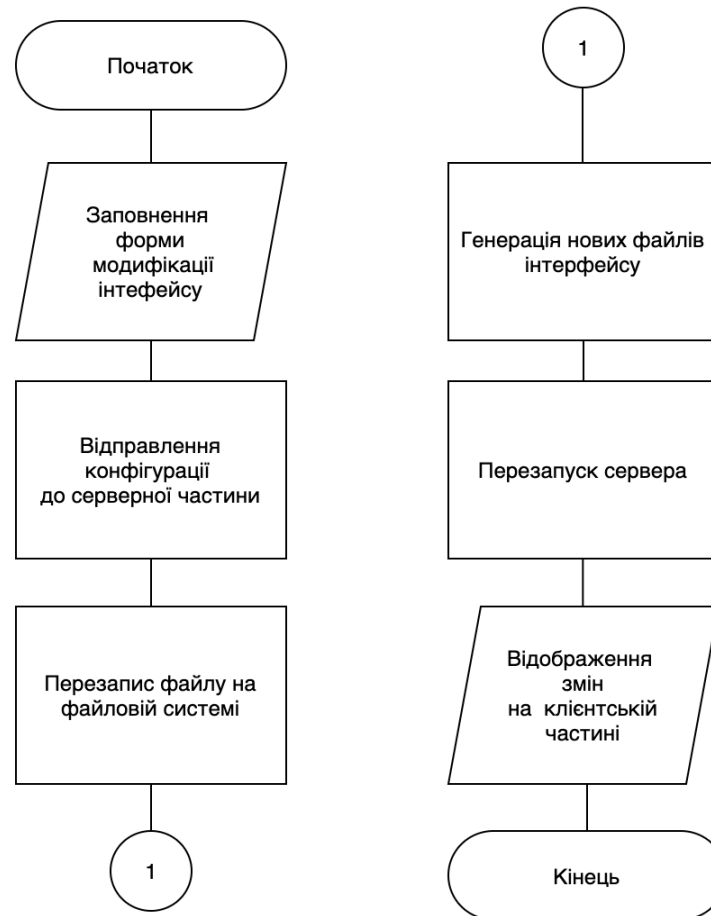 Початок
Заповнення
форми
модифікації
інтефейсу
Відправлення
конфігурації
до серверної частини
Перезапис файлу на
файловій системі
1
1
Генерація нових файлів
інтерфейсу
Перезапуск сервера
Відображення
змін
на клієнтській
частині
Кінець